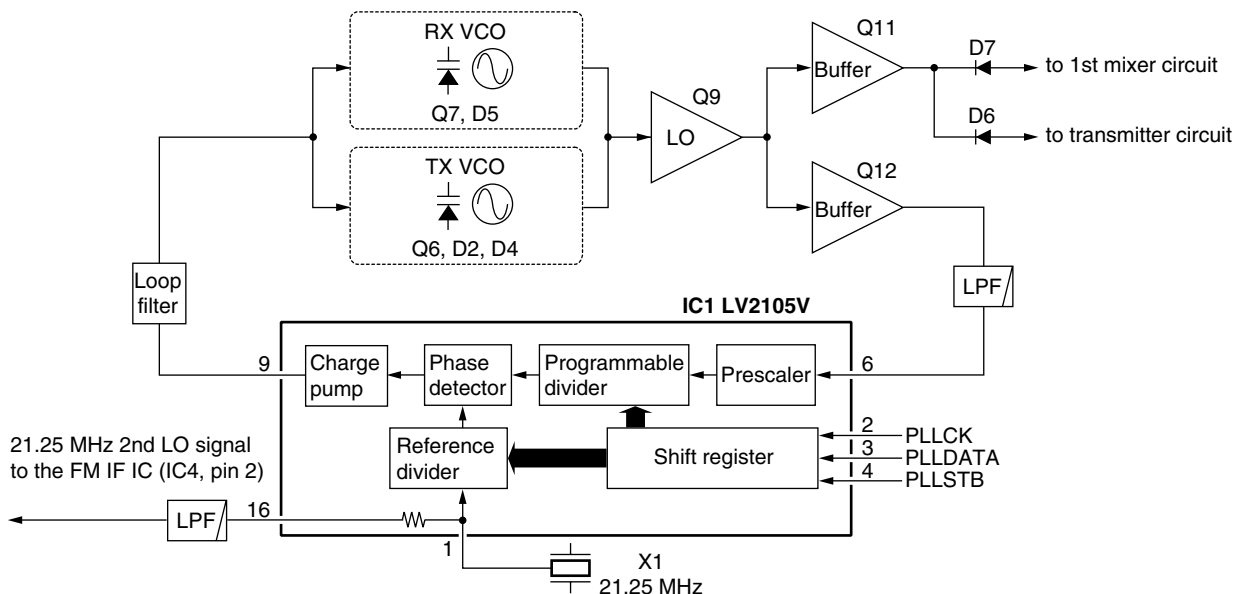 RX VCO
Q7, D5
TX VCO
Q6, D2, D4
Q9
LO
Q11
Buffer
D7
to 1st mixer circuit
D6
to transmitter circuit
Q12
Buffer
LPF
Loop
filter
IC1 LV2105V
9
Charge
pump
Phase
detector
Programmable
divider
Prescaler
6
Reference
divider
Shift register
2
PLLCK
3
PLLDATA
4
PLLSTB
21.25 MHz 2nd LO signal
to the FM IF IC (IC4, pin 2)
LPF
16
1
X1
21.25 MHz